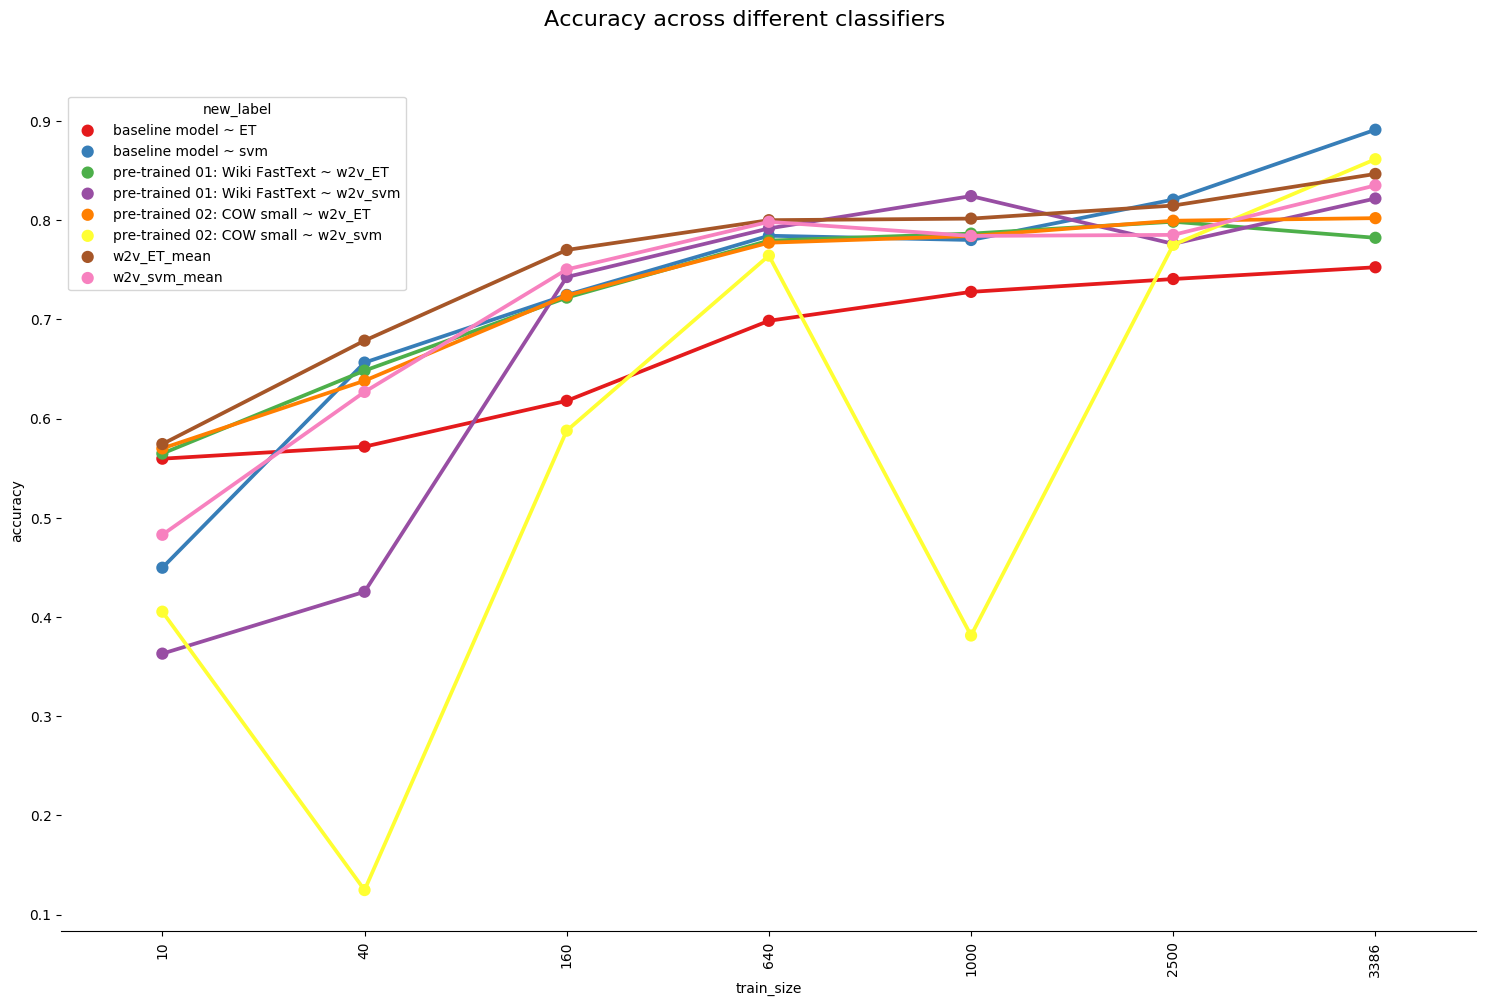 Accuracy across different classifiers
new_label
baseline model ~ ET
baseline model ~ svm
pre-trained 01: Wiki FastText ~ w2v_ET
pre-trained 01: Wiki FastText ~ w2v_svm
pre-trained 02: COW small ~ w2v_ET
pre-trained 02: COW small ~ w2v_svm
w2v_ET_mean
w2v_svm_mean
0.9
0.8
0.7
0.6
0.5
0.4
0.3
0.2
0.1
accuracy
10
40
160
640
1000
2500
3386
train_size